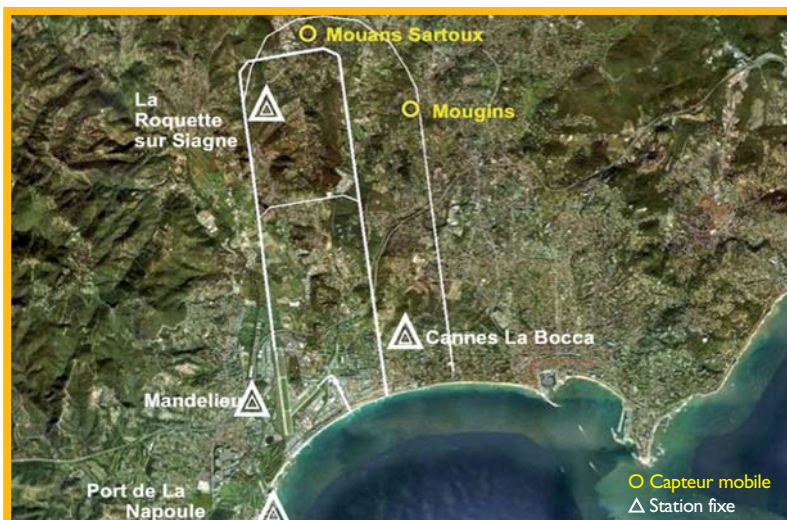 Mouans Sartoux
La
Roquette
sur Siagne
Mougins
Cannes La Bocca
Mandelieu
Port de La
Napoule
Capteur mobile
Station fixe